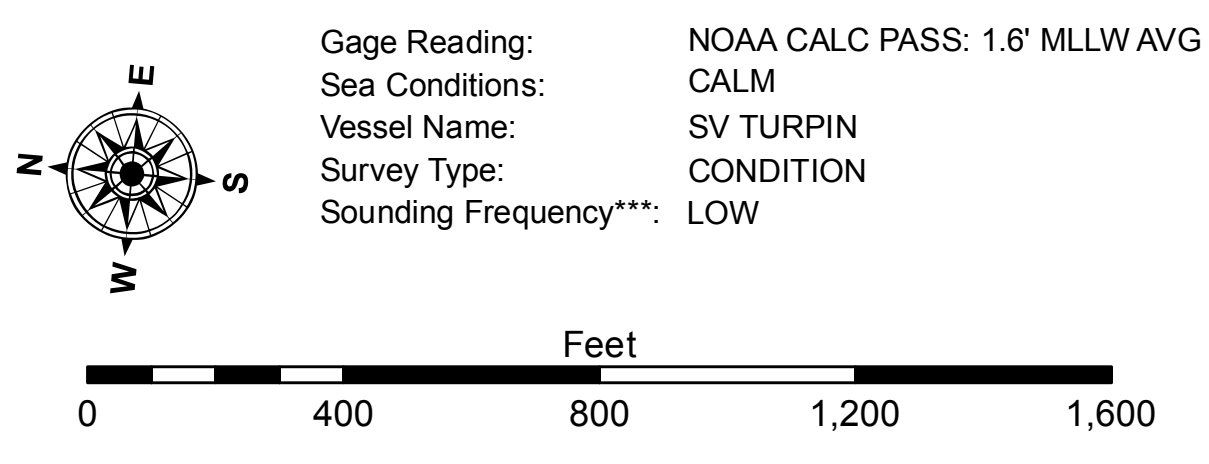 E
N
S
W
Gage Reading: NOAA CALC PASS: 1.6' MLLW AVG
Sea Conditions: CALM
Vessel Name: SV TURPIN
Survey Type: CONDITION
Sounding Frequency***: LOW
Feet
0 400 800 1,200 1,600